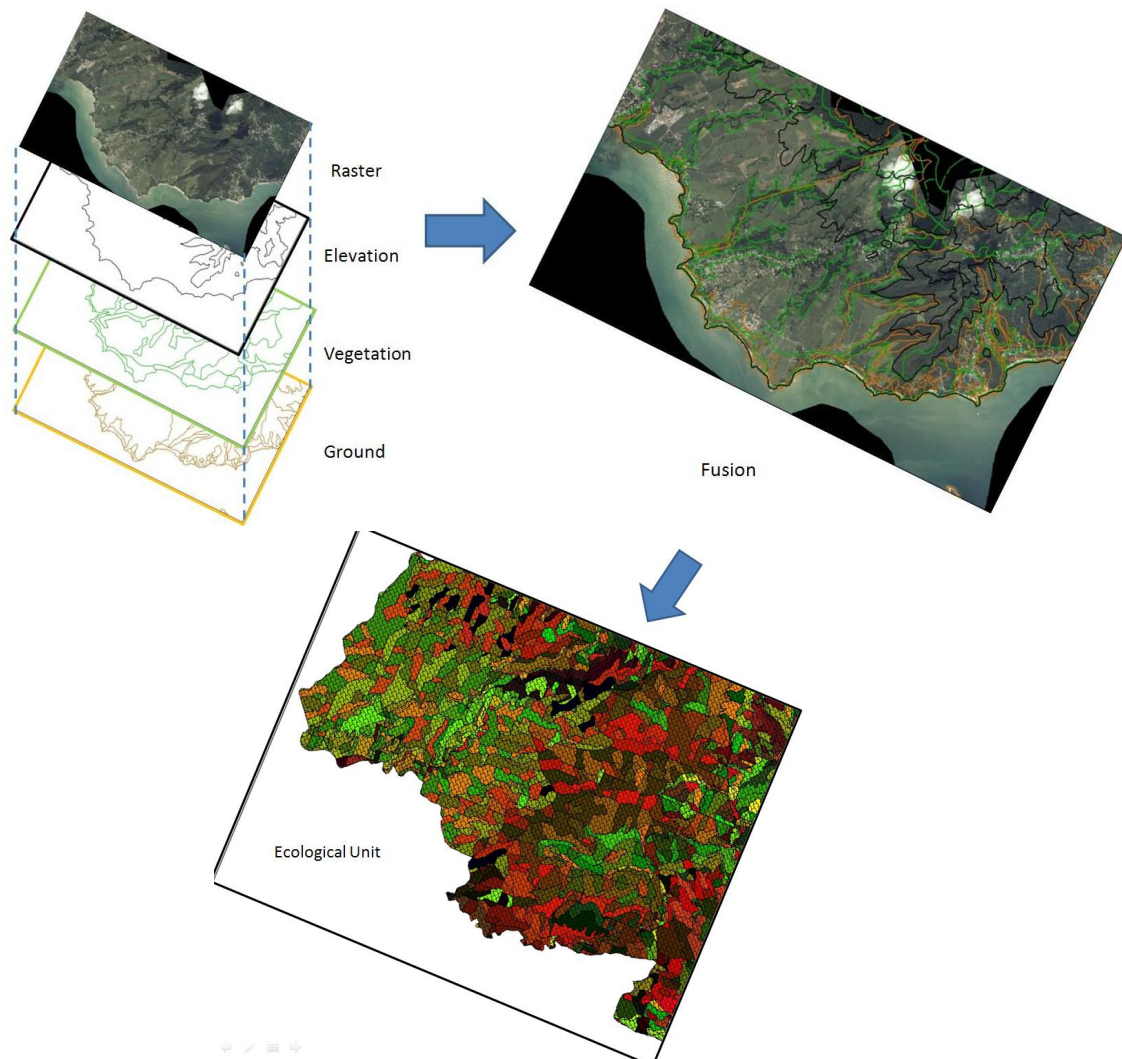 Raster
Elevation
Vegetation
Ground
Fusion
Ecological Unit